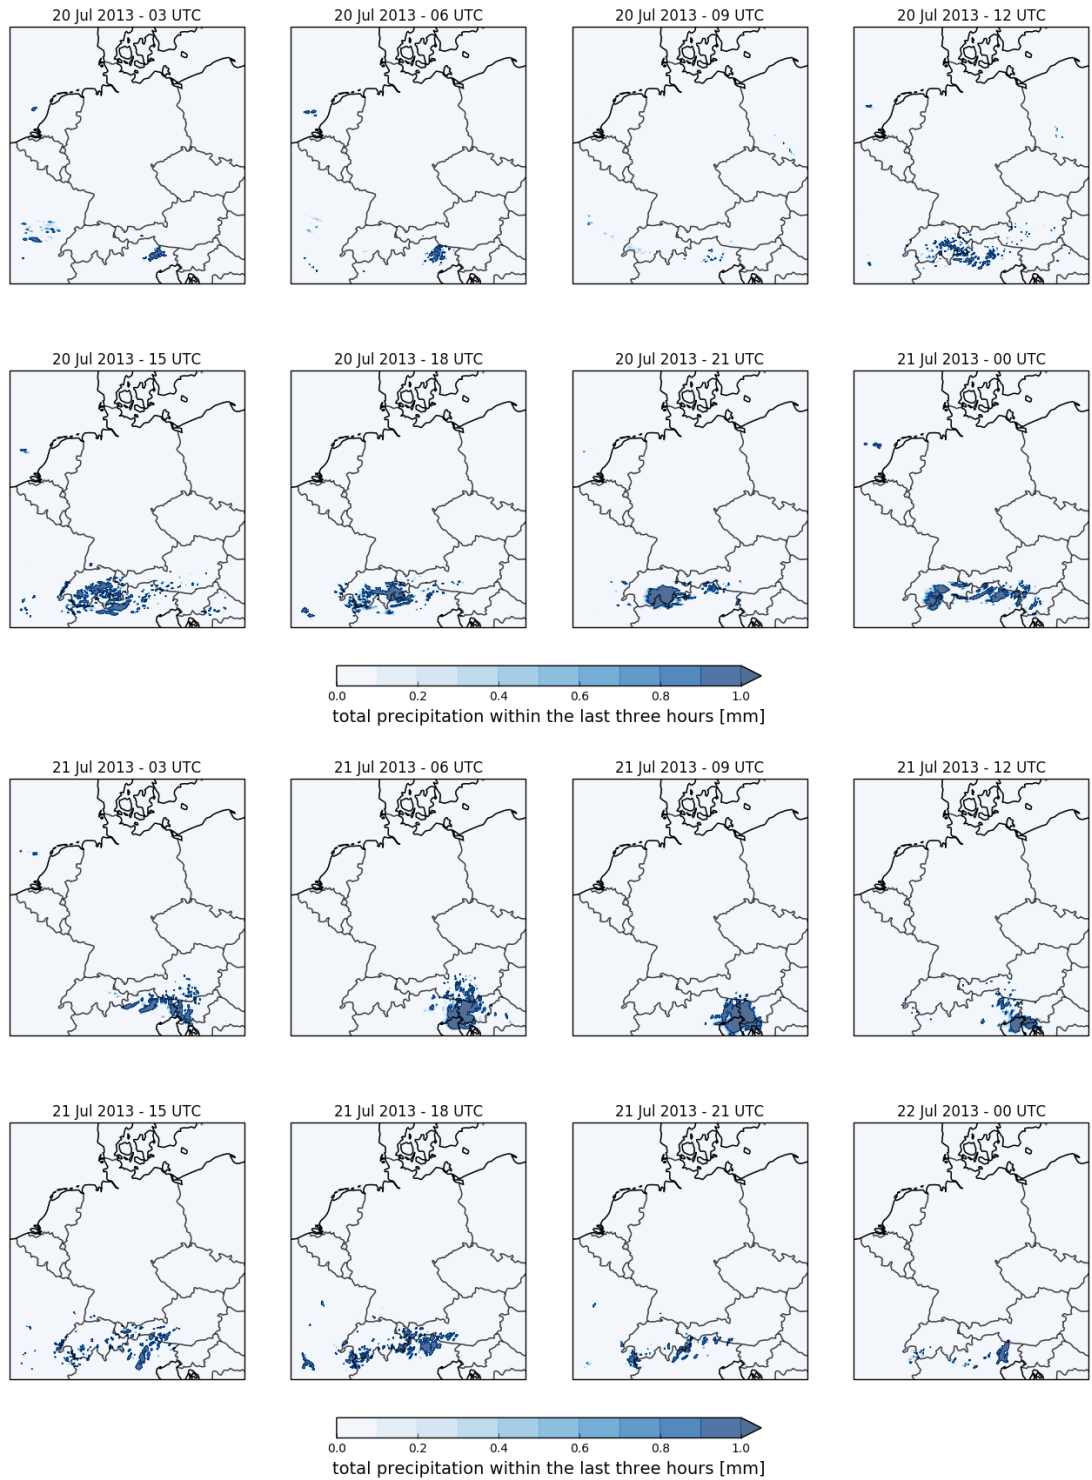 20 Jul 2013 - 03 UTC
20 Jul 2013 - 06 UTC
20 Jul 2013 - 09 UTC
20 Jul 2013 - 12 UTC
20 Jul 2013 - 15 UTC
20 Jul 2013 - 18 UTC
20 Jul 2013 - 21 UTC
21 Jul 2013 - 00 UTC
0.0 0.2 0.4 0.6 0.8 1.0
total precipitation within the last three hours [mm]
21 Jul 2013 - 03 UTC
21 Jul 2013 - 06 UTC
21 Jul 2013 - 09 UTC
21 Jul 2013 - 12 UTC
21 Jul 2013 - 15 UTC
21 Jul 2013 - 18 UTC
21 Jul 2013 - 21 UTC
22 Jul 2013 - 00 UTC
0.0 0.2 0.4 0.6 0.8 1.0
total precipitation within the last three hours [mm]